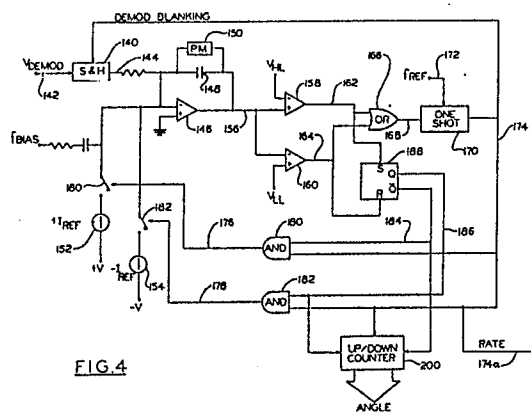 DEMOD BLANKING
VDEMOD
S & H
140
142
144
PM
150
148
146
156
VHL
158
162
VLL
160
164
166
OR
168
fREF
172
ONE SHOT
170
174
fBIAS
180
182
+IREF
152
+V
-IREF
154
-V
176
180
AND
178
182
AND
S Q
R Q̅
188
184
186
UP/DOWN COUNTER
200
RATE
174a
ANGLE
FIG.4